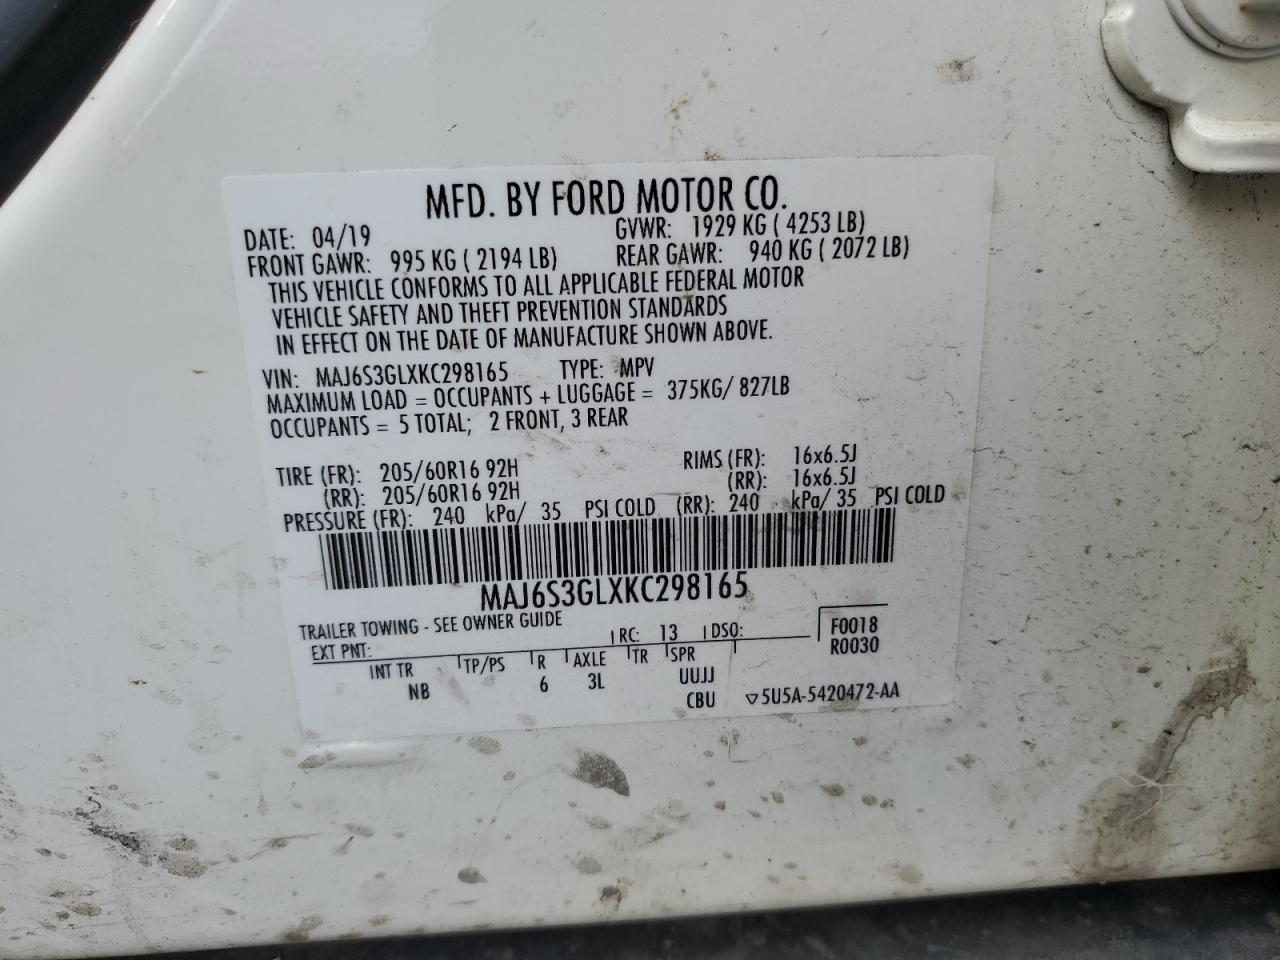 MFD. BY FORD MOTOR CO.
DATE: 04/19 GVWR: 1929 KG ( 4253 LB)
FRONT GAWR: 995 KG ( 2194 LB) REAR GAWR: 940 KG ( 2072 LB)
THIS VEHICLE CONFORMS TO ALL APPLICABLE FEDERAL MOTOR
VEHICLE SAFETY AND THEFT PREVENTION STANDARDS
IN EFFECT ON THE DATE OF MANUFACTURE SHOWN ABOVE.
VIN: MAJ6S3GLXKC298165 TYPE: MPV
MAXIMUM LOAD = OCCUPANTS + LUGGAGE = 375KG/ 827LB
OCCUPANTS = 5 TOTAL; 2 FRONT, 3 REAR
TIRE (FR): 205/60R16 92H RIMS (FR): 16x6.5J
(RR): 205/60R16 92H (RR): 16x6.5J
PRESSURE (FR): 240 kPa/ 35 PSI COLD (RR): 240 kPa/ 35 PSI COLD
MAJ6S3GLXKC298165
TRAILER TOWING - SEE OWNER GUIDE
EXT PNT: RC: 13 DSO: F0018
R0030
INT TR TP/PS R AXLE TR SPR
NB 6 3L UUJJ
CBU ▽5U5A-5420472-AA